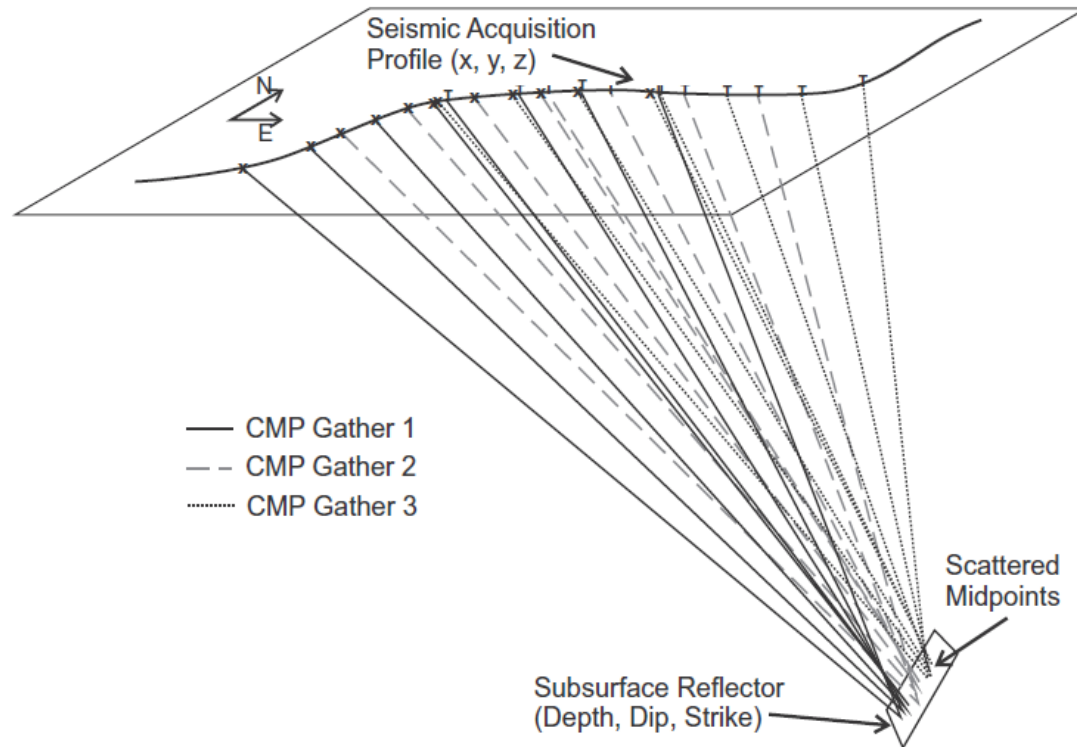 Seismic Acquisition
Profile (x, y, z)
N
E
CMP Gather 1
CMP Gather 2
CMP Gather 3
Scattered
Midpoints
Subsurface Reflector
(Depth, Dip, Strike)